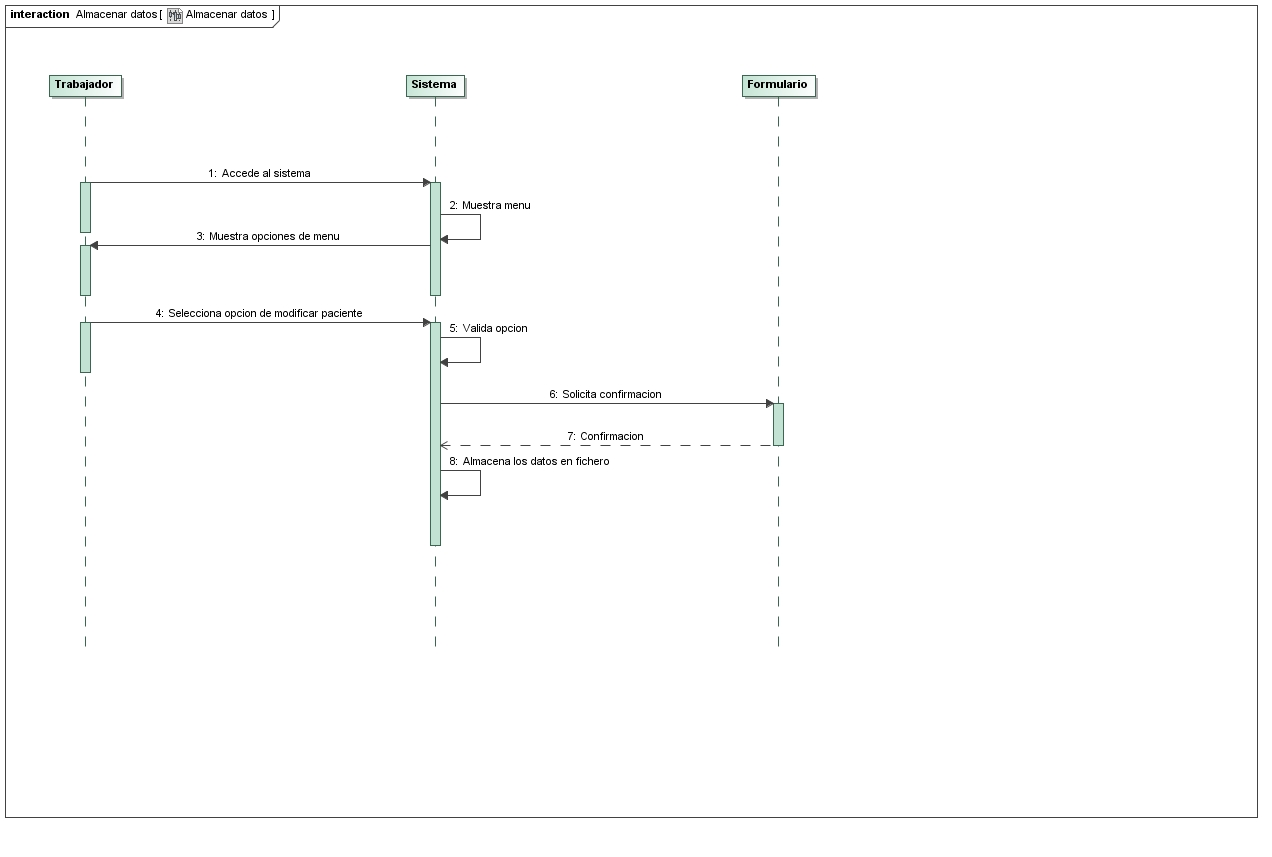 interaction Almacenar datos [ Almacenar datos ]
Trabajador
Sistema
Formulario
1: Accede al sistema
2: Muestra menu
3: Muestra opciones de menu
4: Selecciona opcion de modificar paciente
5: Valida opcion
6: Solicita confirmacion
7: Confirmacion
8: Almacena los datos en fichero